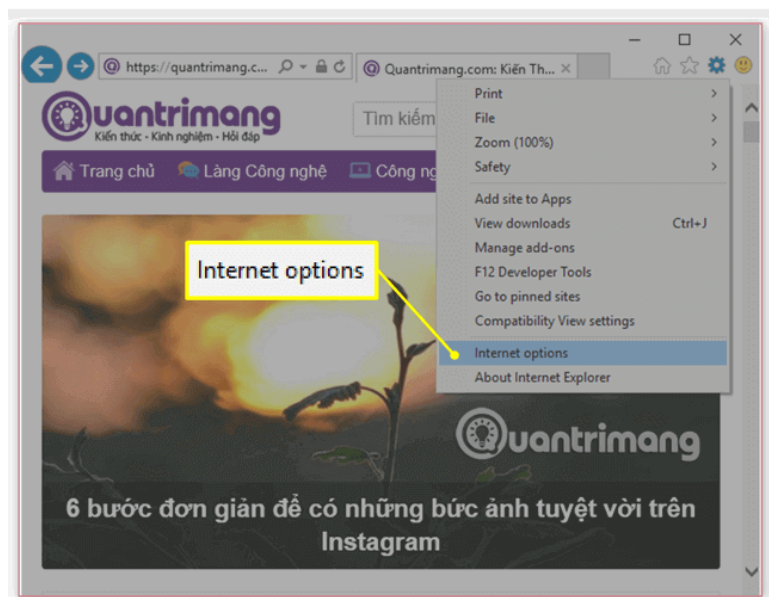 https://quantrimang.c...
Quantrimang.com: Kiến Th...
Quantrimang
Kiến thức - Kinh nghiệm - Hỏi đáp
Tìm kiếm
Trang chủ
Làng Công nghệ
Công ng
Print
File
Zoom (100%)
Safety
Add site to Apps
View downloads Ctrl+J
Manage add-ons
F12 Developer Tools
Go to pinned sites
Compatibility View settings
Internet options
About Internet Explorer
Internet options
Quantrimang
6 bước đơn giản để có những bức ảnh tuyệt vời trên
Instagram